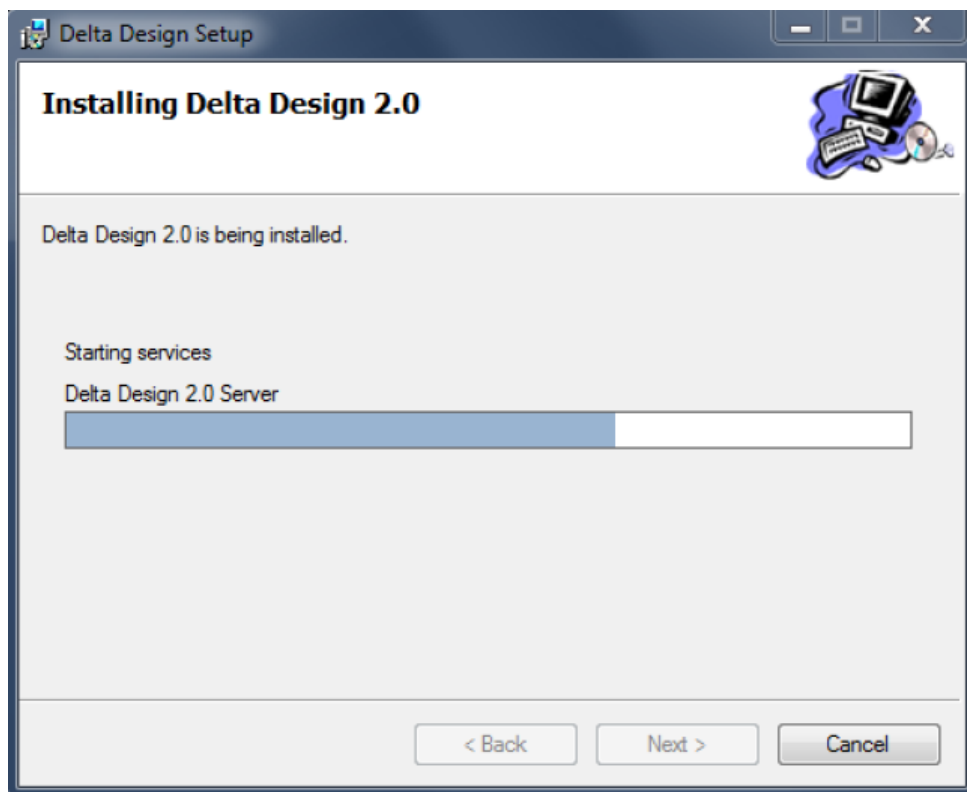 Delta Design Setup
Installing Delta Design 2.0
Delta Design 2.0 is being installed.
Starting services
Delta Design 2.0 Server
< Back
Next >
Cancel